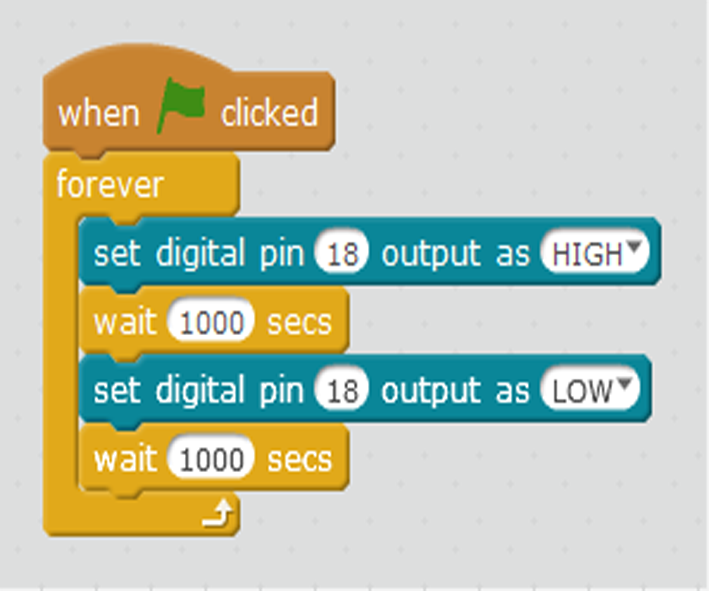 when clicked
forever
set digital pin 18 output as HIGH
wait 1000 secs
set digital pin 18 output as LOW
wait 1000 secs